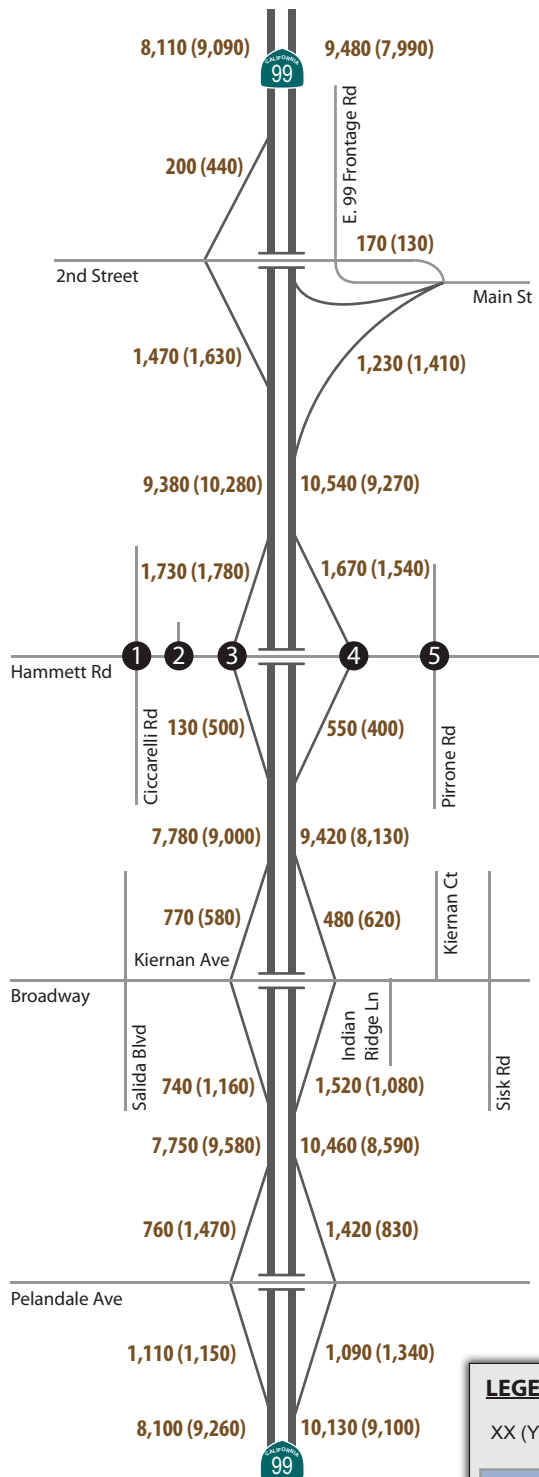 8,110 (9,090)
9,480 (7,990)
CALIFORNIA
99
E. 99 Frontage Rd
200 (440)
170 (130)
2nd Street
Main St
1,470 (1,630)
1,230 (1,410)
9,380 (10,280)
10,540 (9,270)
1,730 (1,780)
1,670 (1,540)
1
2
3
4
5
Hammett Rd
Ciccarelli Rd
130 (500)
550 (400)
Pirrone Rd
7,780 (9,000)
9,420 (8,130)
770 (580)
480 (620)
Kiernan Ct
Kiernan Ave
Broadway
Salida Blvd
Indian
Ridge Ln
Sisk Rd
740 (1,160)
1,520 (1,080)
7,750 (9,580)
10,460 (8,590)
760 (1,470)
1,420 (830)
Pelandale Ave
1,110 (1,150)
1,090 (1,340)
8,100 (9,260)
10,130 (9,100)
CALIFORNIA
99
LEGE
XX (Y